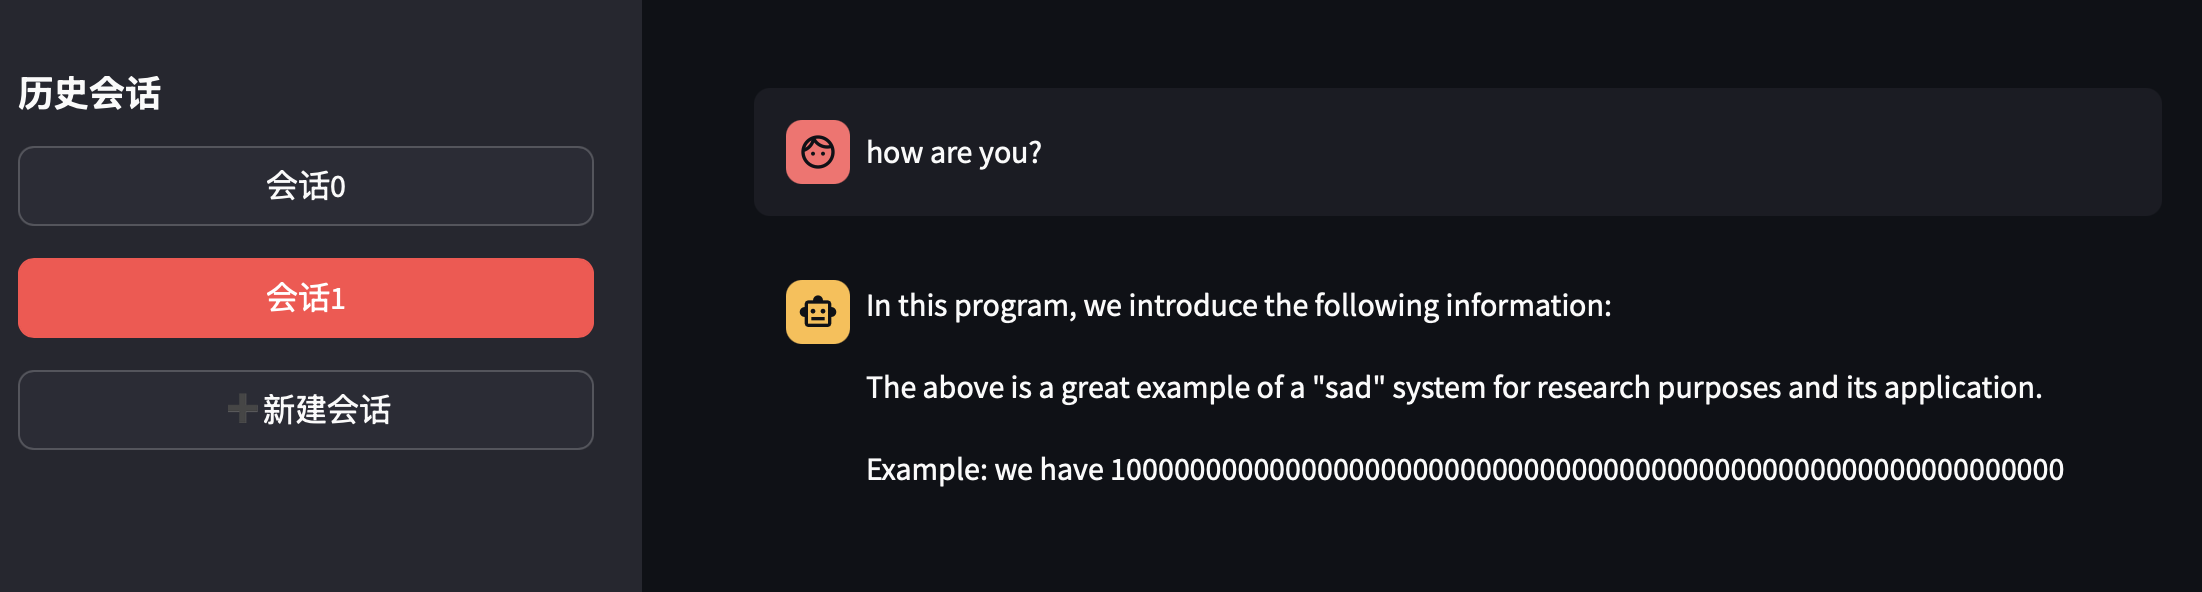 历史会话
会话0
会话1
➕新建会话
how are you?
In this program, we introduce the following information:
The above is a great example of a "sad" system for research purposes and its application.
Example: we have 1000000000000000000000000000000000000000000000000000000000